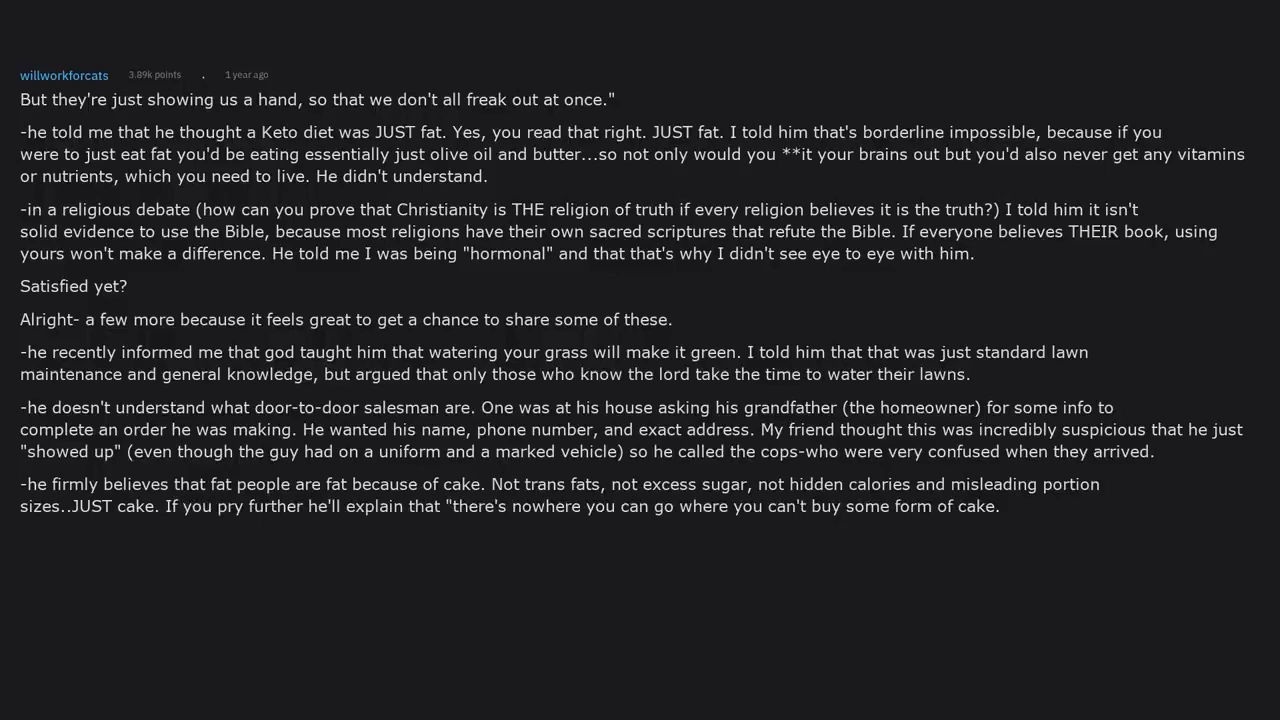 willworkforcats 3.89k points . 1 year ago
But they're just showing us a hand, so that we don't all freak out at once."
-he told me that he thought a Keto diet was JUST fat. Yes, you read that right. JUST fat. I told him that's borderline impossible, because if you
were to just eat fat you'd be eating essentially just olive oil and butter...so not only would you **it your brains out but you'd also never get any vitamins
or nutrients, which you need to live. He didn't understand.
-in a religious debate (how can you prove that Christianity is THE religion of truth if every religion believes it is the truth?) I told him it isn't
solid evidence to use the Bible, because most religions have their own sacred scriptures that refute the Bible. If everyone believes THEIR book, using
yours won't make a difference. He told me I was being "hormonal" and that that's why I didn't see eye to eye with him.
Satisfied yet?
Alright- a few more because it feels great to get a chance to share some of these.
-he recently informed me that god taught him that watering your grass will make it green. I told him that that was just standard lawn
maintenance and general knowledge, but argued that only those who know the lord take the time to water their lawns.
-he doesn't understand what door-to-door salesman are. One was at his house asking his grandfather (the homeowner) for some info to
complete an order he was making. He wanted his name, phone number, and exact address. My friend thought this was incredibly suspicious that he just
"showed up" (even though the guy had on a uniform and a marked vehicle) so he called the cops-who were very confused when they arrived.
-he firmly believes that fat people are fat because of cake. Not trans fats, not excess sugar, not hidden calories and misleading portion
sizes..JUST cake. If you pry further he'll explain that "there's nowhere you can go where you can't buy some form of cake.